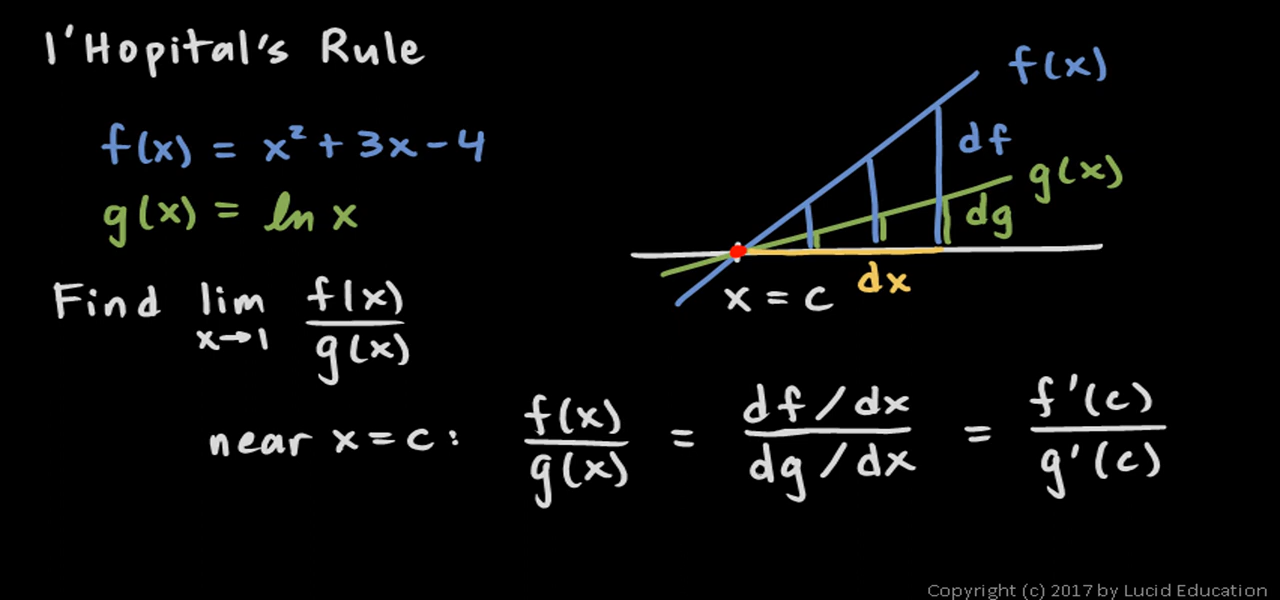 l'Hopital's Rule
f(x) = x² + 3x - 4
g(x) = ln x
Find lim x→1 f(x)/g(x)
f(x)
df
g(x)
dg
dx
x = c
near x = c: f(x)/g(x) = (df/dx)/(dg/dx) = f'(c)/g'(c)
Copyright (c) 2017 by Lucid Education